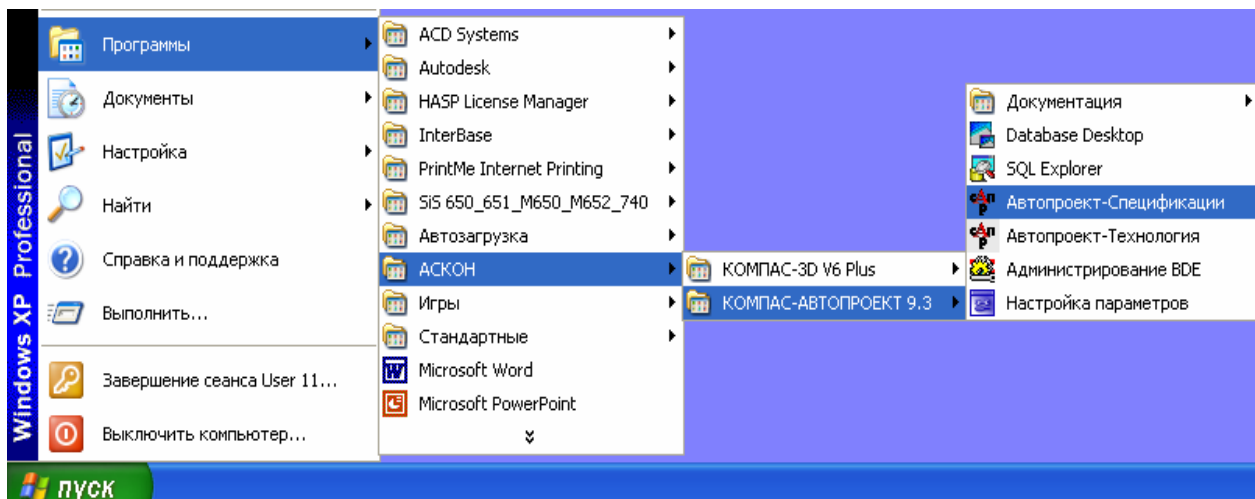 Windows XP Professional
Программы
Документы
Настройка
Найти
Справка и поддержка
Выполнить...
Завершение сеанса User 11...
Выключить компьютер...
пуск
ACD Systems
Autodesk
HASP License Manager
InterBase
PrintMe Internet Printing
SiS 650_651_M650_M652_740
Автозагрузка
АСКОН
Игры
Стандартные
Microsoft Word
Microsoft PowerPoint
КОМПАС-3D V6 Plus
КОМПАС-АВТОПРОЕКТ 9.3
Документация
Database Desktop
SQL Explorer
Автопроект-Спецификации
Автопроект-Технология
Администрирование BDE
Настройка параметров